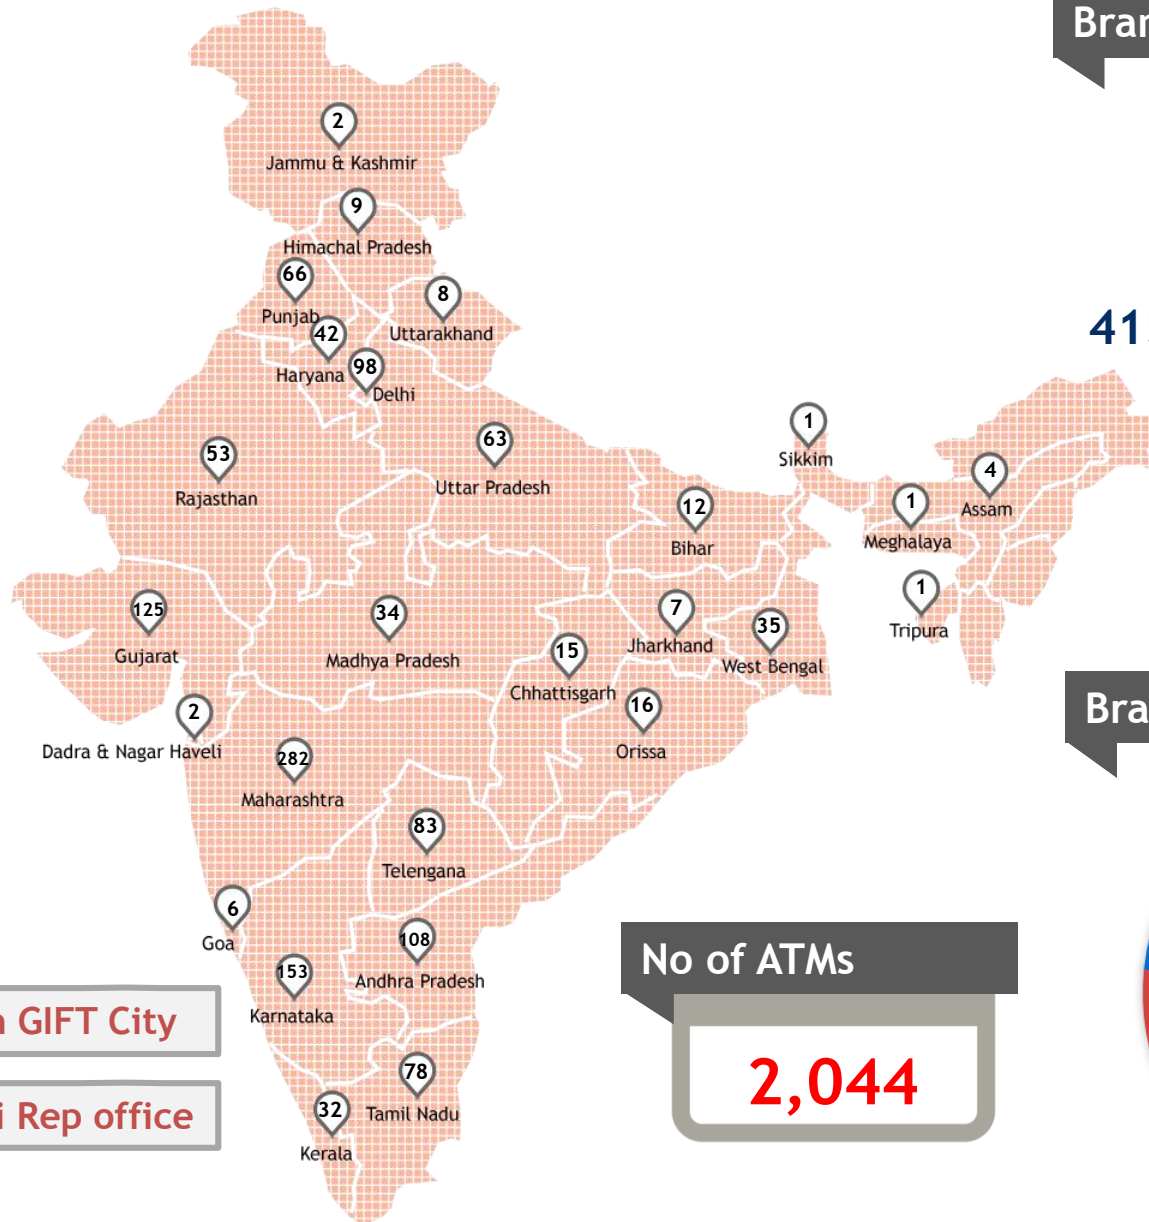 2
Jammu & Kashmir
9
Himachal Pradesh
66
Punjab
8
Uttarakhand
42
Haryana
98
Delhi
53
Rajasthan
63
Uttar Pradesh
1
Sikkim
4
Assam
1
Meghalaya
12
Bihar
1
Tripura
125
Gujarat
34
Madhya Pradesh
7
Jharkhand
35
West Bengal
15
Chhattisgarh
16
Orissa
2
Dadra & Nagar Haveli
282
Maharashtra
83
Telengana
6
Goa
108
Andhra Pradesh
153
Karnataka
78
Tamil Nadu
32
Kerala
GIFT City
Rep office
No of ATMs
2,044
41